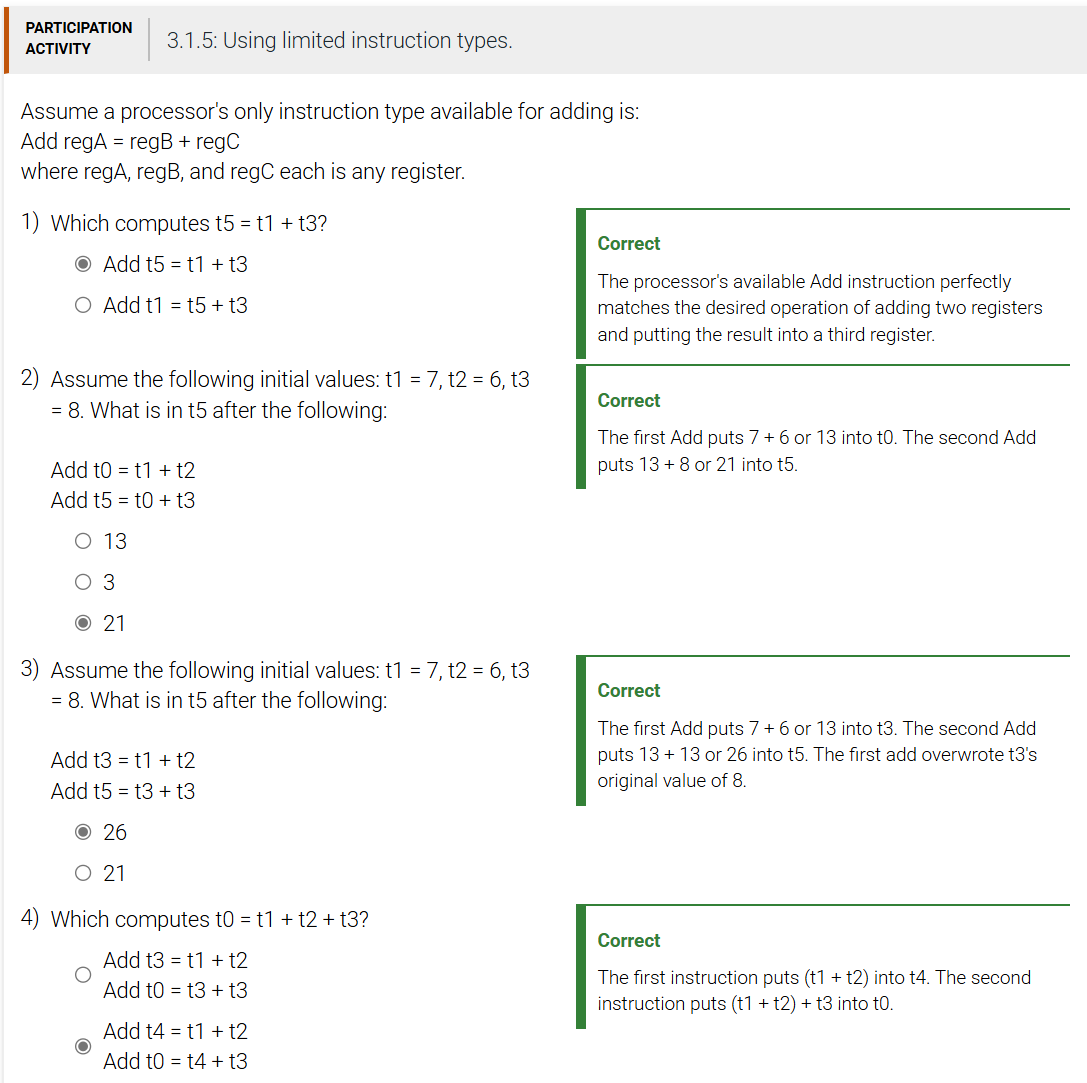 PARTICIPATION
ACTIVITY
3.1.5: Using limited instruction types.
Assume a processor's only instruction type available for adding is:
Add regA = regB + regC
where regA, regB, and regC each is any register.
1) Which computes t5 = t1 + t3?
Add t5 = t1 + t3
Add t1 = t5 + t3
Correct
The processor's available Add instruction perfectly
matches the desired operation of adding two registers
and putting the result into a third register.
2) Assume the following initial values: t1 = 7, t2 = 6, t3
= 8. What is in t5 after the following:
Add t0 = t1 + t2
Add t5 = t0 + t3
13
3
21
Correct
The first Add puts 7 + 6 or 13 into t0. The second Add
puts 13 + 8 or 21 into t5.
3) Assume the following initial values: t1 = 7, t2 = 6, t3
= 8. What is in t5 after the following:
Add t3 = t1 + t2
Add t5 = t3 + t3
26
21
Correct
The first Add puts 7 + 6 or 13 into t3. The second Add
puts 13 + 13 or 26 into t5. The first add overwrote t3's
original value of 8.
4) Which computes t0 = t1 + t2 + t3?
Add t3 = t1 + t2
Add t0 = t3 + t3
Add t4 = t1 + t2
Add t0 = t4 + t3
Correct
The first instruction puts (t1 + t2) into t4. The second
instruction puts (t1 + t2) + t3 into t0.